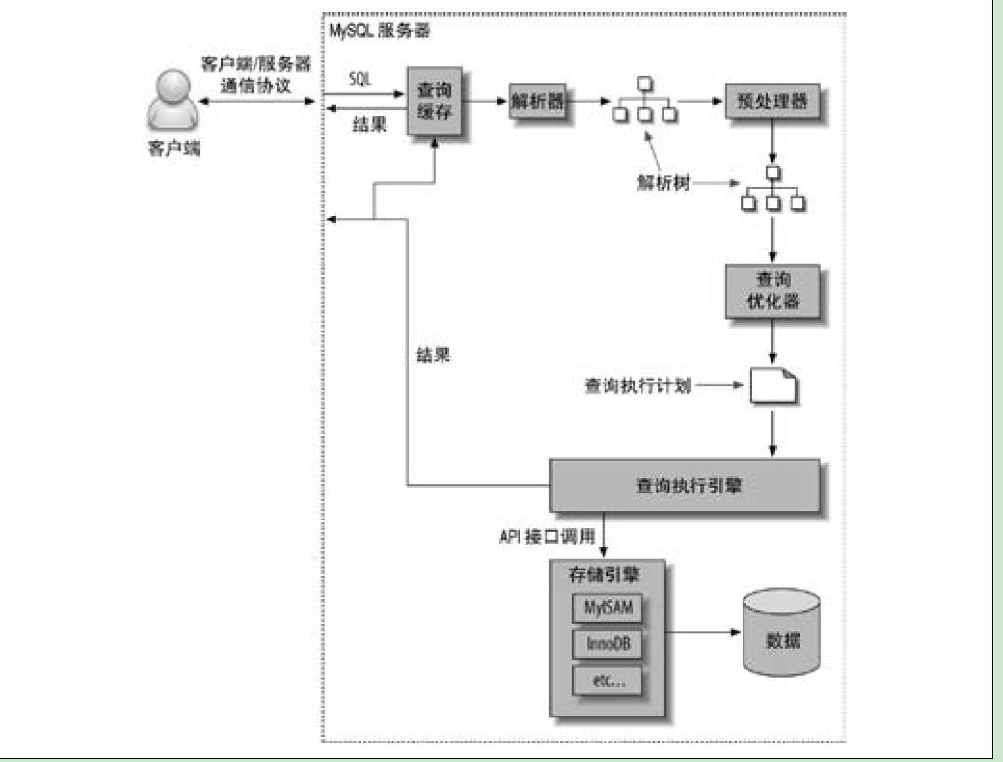 MySQL 服务器
客户端/服务器
通信协议
SQL
结果
查询
缓存
解析器
预处理器
客户端
解析树
查询
优化器
结果
查询执行计划
查询执行引擎
API 接口调用
存储引擎
MyISAM
InnoDB
etc...
数据